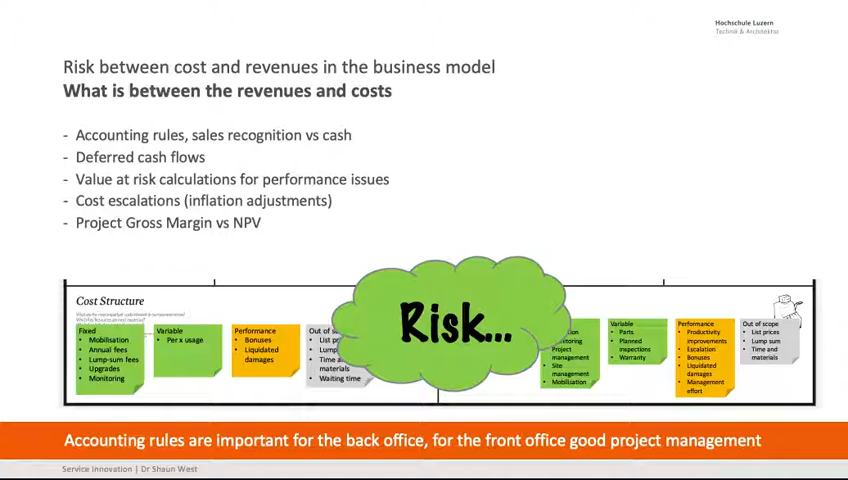 Hochschule Luzern
Technik & Architektur
Risk between cost and revenues in the business model
What is between the revenues and costs
- Accounting rules, sales recognition vs cash
- Deferred cash flows
- Value at risk calculations for performance issues
- Cost escalations (inflation adjustments)
- Project Gross Margin vs NPV
Cost Structure
Fixed
• Mobilisation
• Annual fees
• Lump-sum fees
• Upgrades
• Monitoring
Variable
• Per x usage
Performance
• Bonuses
• Liquidated
damages
Out of
• List
• Lump
• Time
materials
• Waiting time
Risk...
Monitoring
Project
management
• Site
management
• Mobilisation
Variable
• Parts
• Planned
inspections
• Warranty
Performance
• Productivity
improvements
• Escalation
• Bonuses
• Liquidated
damages
• Management
effort
Out of scope
• List prices
• Lump sum
• Time and
materials
Accounting rules are important for the back office, for the front office good project management
Service Innovation | Dr Shaun West